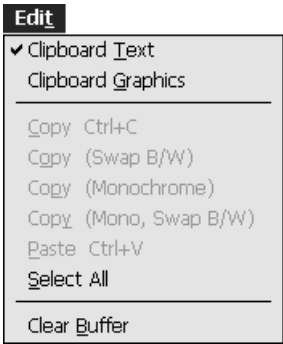 Edit
✔ Clipboard Text
Clipboard Graphics
Copy Ctrl+C
Copy (Swap B/W)
Copy (Monochrome)
Copy (Mono, Swap B/W)
Paste Ctrl+V
Select All
Clear Buffer